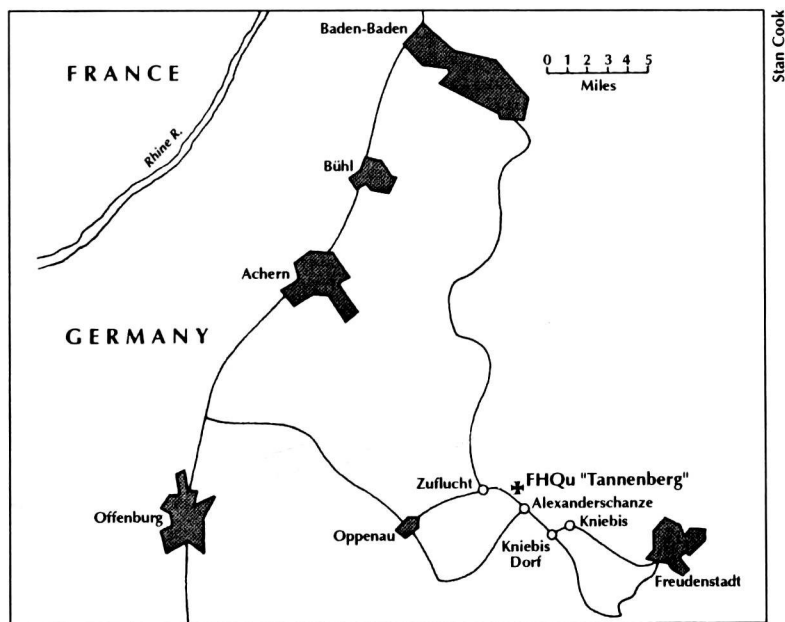 Baden-Baden
0 1 2 3 4 5
Miles
Stan Cook
FRANCE
Rhine R.
Bühl
Achern
GERMANY
Zuflucht
FHQu "Tannenberg"
Alexanderschanze
Offenburg
Oppenau
Kniebis
Kniebis
Dorf
Freudenstadt